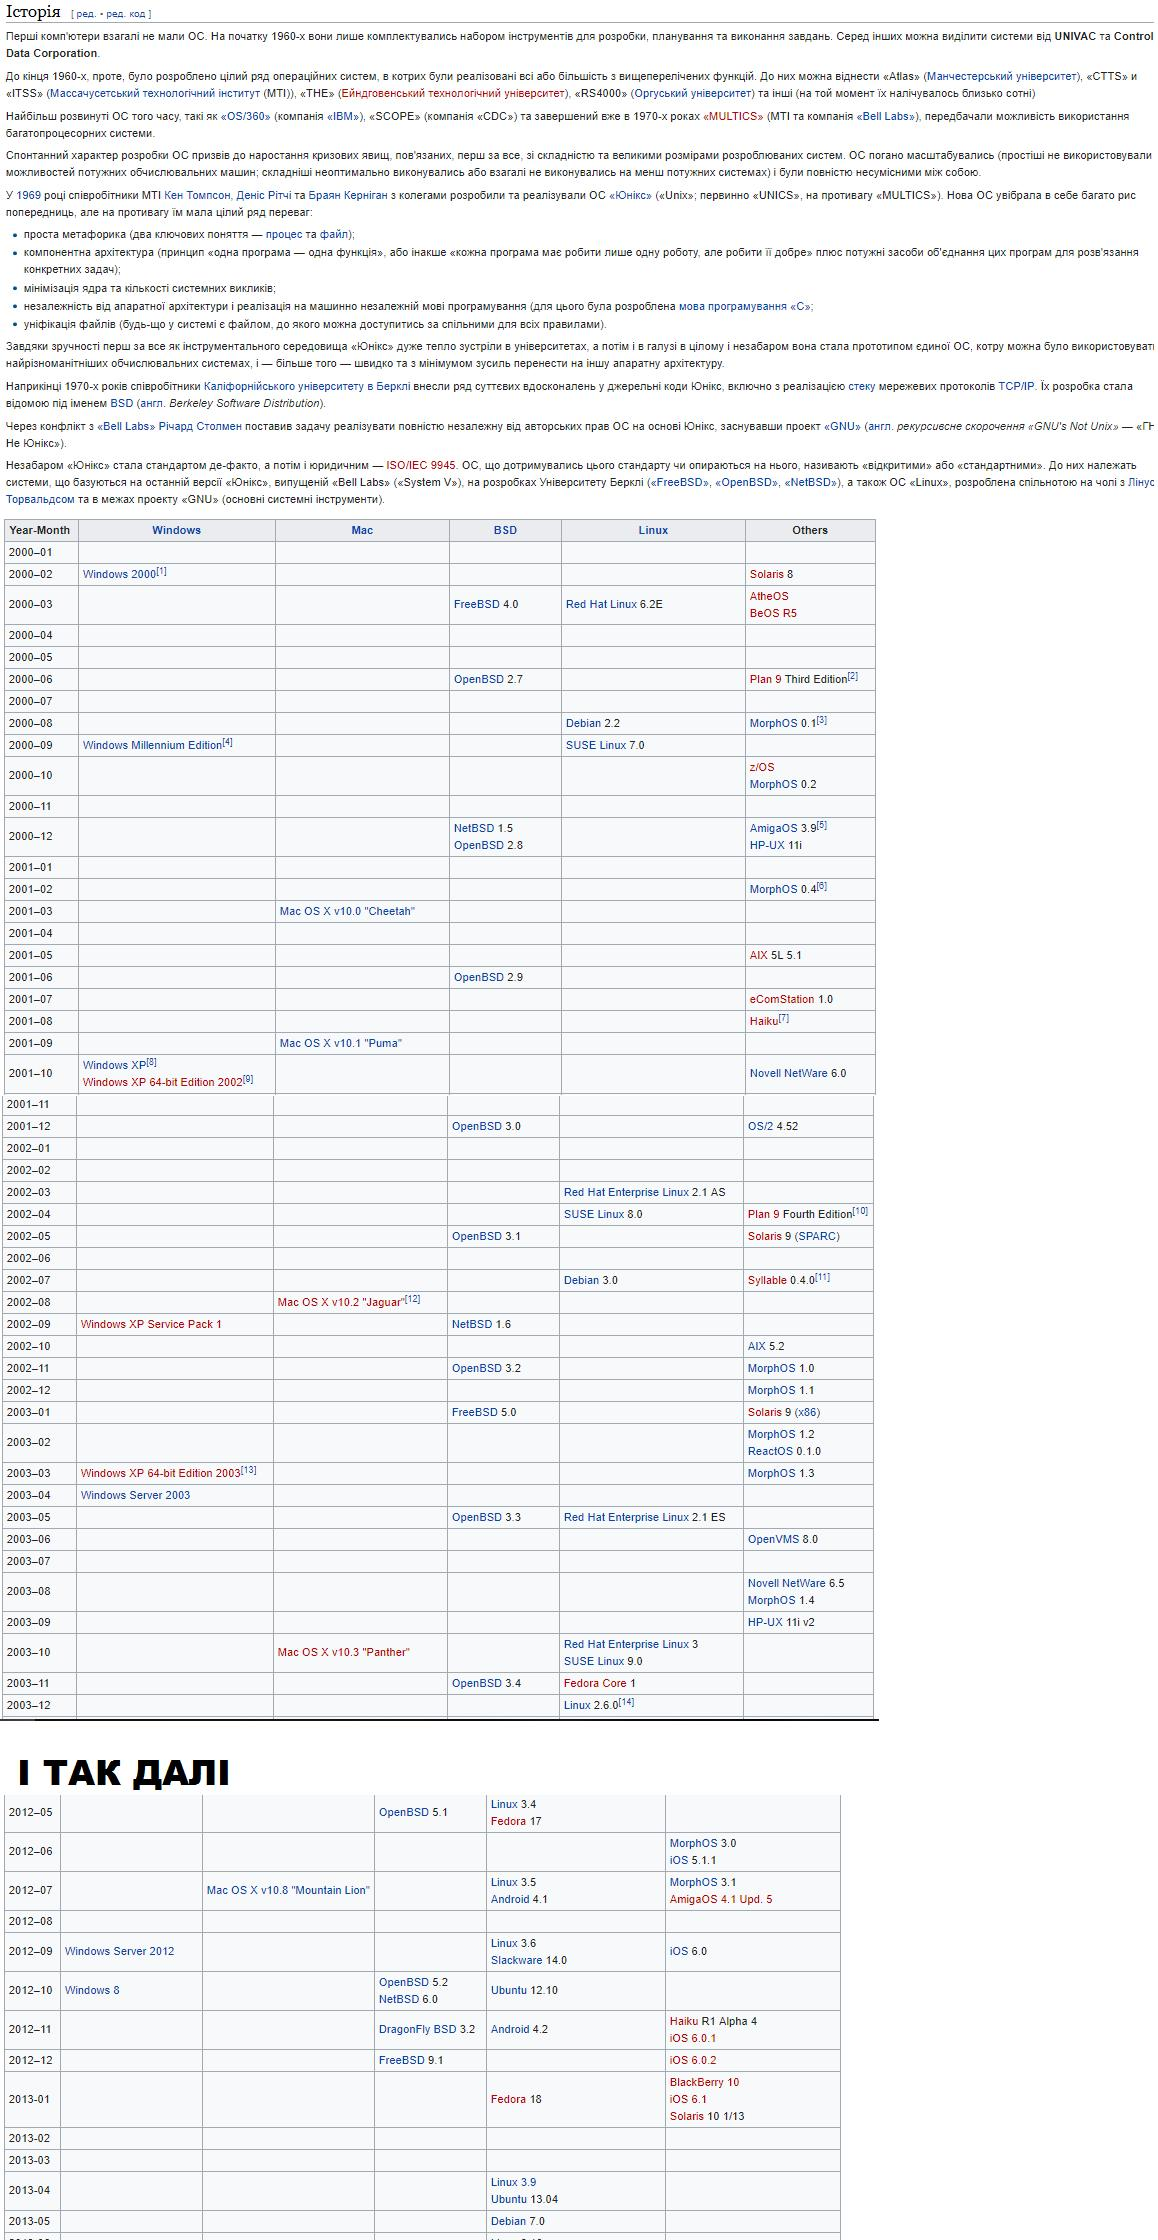 Історія [ ред. • ред. код ]
Перші комп'ютери взагалі не мали ОС. На початку 1960-х вони лише комплектувались набором інструментів для розробки, планування та виконання завдань. Серед інших можна виділити системи від UNIVAC та Control
Data Corporation.
До кінця 1960-х, проте, було розроблено цілий ряд операційних систем, в котрих були реалізовані всі або більшість з вищеперелічених функцій. До них можна віднести «Atlas» (Манчестерський університет), «CTTS» и
«ITSS» (Массачусетський технологічний інститут (МТІ)), «THE» (Ейндговенський технологічний університет), «RS4000» (Оргуський університет) та інші (на той момент їх налічувалось близько сотні)
Найбільш розвинуті ОС того часу, такі як «OS/360» (компанія «IBM»), «SCOPE» (компанія «CDC») та завершений вже в 1970-х роках «MULTICS» (МТІ та компанія «Bell Labs»), передбачали можливість використання
багатопроцесорних системи.
Спонтанний характер розробки ОС призвів до наростання кризових явищ, пов'язаних, перш за все, зі складністю та великими розмірами розроблюваних систем. ОС погано масштабувались (простіші не використовували
можливостей потужних обчислювальних машин; складніші неоптимально виконувались або взагалі не виконувались на менш потужних системах) і були повністю несумісними між собою.
У 1969 році співробітники МТІ Кен Томпсон, Деніс Рітчі та Браян Керніган з колегами розробили та реалізували ОС «Юнікс» («Unix»; первинно «UNICS», на противагу «MULTICS»). Нова ОС увібрала в себе багато рис
попередниць, але на противагу їм мала цілий ряд переваг:
• проста метафорика (два ключових поняття — процес та файл);
• компонентна архітектура (принцип «одна програма — одна функція», або інакше «кожна програма має робити лише одну роботу, але робити її добре» плюс потужні засоби об'єднання цих програм для розв'язання
конкретних задач);
• мінімізація ядра та кількості системних викликів;
• незалежність від апаратної архітектури і реалізація на машинно незалежній мові програмування (для цього була розроблена мова програмування «С»;
• уніфікація файлів (будь-що у системі є файлом, до якого можна доступитись за спільними для всіх правилами).
Завдяки зручності перш за все як інструментального середовища «Юнікс» дуже тепло зустріли в університетах, а потім і в галузі в цілому і незабаром вона стала прототипом єдиної ОС, котру можна було використовувати
найрізноманітніших обчислювальних системах, і — більше того — швидко та з мінімумом зусиль перенести на іншу апаратну архітектуру.
Наприкінці 1970-х років співробітники Каліфорнійського університету в Берклі внесли ряд суттєвих вдосконалень у джерельні коди Юнікс, включно з реалізацією стеку мережевих протоколів TCP/IP. Їх розробка стала
відомою під іменем BSD (англ. Berkeley Software Distribution).
Через конфлікт з «Bell Labs» Річард Столмен поставив задачу реалізувати повністю незалежну від авторських прав ОС на основі Юнікс, заснувавши проект «GNU» (англ. рекурсивне скорочення «GNU's Not Unix» — «ГН
Не Юнікс»).
Незабаром «Юнікс» стала стандартом де-факто, а потім і юридичним — ISO/IEC 9945. ОС, що дотримувались цього стандарту чи опираються на нього, називають «відкритими» або «стандартними». До них належать
системи, що базуються на останній версії «Юнікс», випущеній «Bell Labs» («System V»), на розробках Університету Берклі («FreeBSD», «OpenBSD», «NetBSD»), а також ОС «Linux», розроблена спільнотою на чолі з Лінус
Торвальдсом та в межах проекту «GNU» (основні системні інструменти).
Year-Month Windows Mac BSD Linux Others
2000–01
2000–02 Windows 2000[1] Solaris 8
2000–03 FreeBSD 4.0 Red Hat Linux 6.2E AtheOS
BeOS R5
2000–04
2000–05
2000–06 OpenBSD 2.7 Plan 9 Third Edition[2]
2000–07
2000–08 Debian 2.2 MorphOS 0.1[3]
2000–09 Windows Millennium Edition[4] SUSE Linux 7.0
2000–10 z/OS
MorphOS 0.2
2000–11
2000–12 NetBSD 1.5 AmigaOS 3.9[5]
OpenBSD 2.8 HP-UX 11i
2001–01
2001–02 MorphOS 0.4[6]
2001–03 Mac OS X v10.0 "Cheetah"
2001–04
2001–05 AIX 5L 5.1
2001–06 OpenBSD 2.9
2001–07 eComStation 1.0
2001–08 Haiku[7]
2001–09 Mac OS X v10.1 "Puma"
2001–10 Windows XP[8] Novell NetWare 6.0
Windows XP 64-bit Edition 2002[9]
2001–11
2001–12 OpenBSD 3.0 OS/2 4.52
2002–01
2002–02
2002–03 Red Hat Enterprise Linux 2.1 AS
2002–04 SUSE Linux 8.0 Plan 9 Fourth Edition[10]
2002–05 OpenBSD 3.1 Solaris 9 (SPARC)
2002–06
2002–07 Debian 3.0 Syllable 0.4.0[11]
2002–08 Mac OS X v10.2 "Jaguar"[12]
2002–09 Windows XP Service Pack 1 NetBSD 1.6
2002–10 AIX 5.2
2002–11 OpenBSD 3.2 MorphOS 1.0
2002–12 MorphOS 1.1
2003–01 FreeBSD 5.0 Solaris 9 (x86)
2003–02 MorphOS 1.2
ReactOS 0.1.0
2003–03 Windows XP 64-bit Edition 2003[13] MorphOS 1.3
2003–04 Windows Server 2003
2003–05 OpenBSD 3.3 Red Hat Enterprise Linux 2.1 ES
2003–06 OpenVMS 8.0
2003–07
2003–08 Novell NetWare 6.5
MorphOS 1.4
2003–09 HP-UX 11i v2
2003–10 Mac OS X v10.3 "Panther" Red Hat Enterprise Linux 3
SUSE Linux 9.0
2003–11 OpenBSD 3.4 Fedora Core 1
2003–12 Linux 2.6.0[14]
І ТАК ДАЛІ
2012–05 OpenBSD 5.1 Linux 3.4
Fedora 17
2012–06 MorphOS 3.0
iOS 5.1.1
2012–07 Mac OS X v10.8 "Mountain Lion" Linux 3.5 MorphOS 3.1
Android 4.1 AmigaOS 4.1 Upd. 5
2012–08
2012–09 Windows Server 2012 Linux 3.6 iOS 6.0
Slackware 14.0
2012–10 Windows 8 OpenBSD 5.2 Ubuntu 12.10
NetBSD 6.0
2012–11 DragonFly BSD 3.2 Android 4.2 Haiku R1 Alpha 4
iOS 6.0.1
2012–12 FreeBSD 9.1 iOS 6.0.2
2013-01 Fedora 18 BlackBerry 10
iOS 6.1
Solaris 10 1/13
2013-02
2013-03
2013-04 Linux 3.9
Ubuntu 13.04
2013-05 Debian 7.0